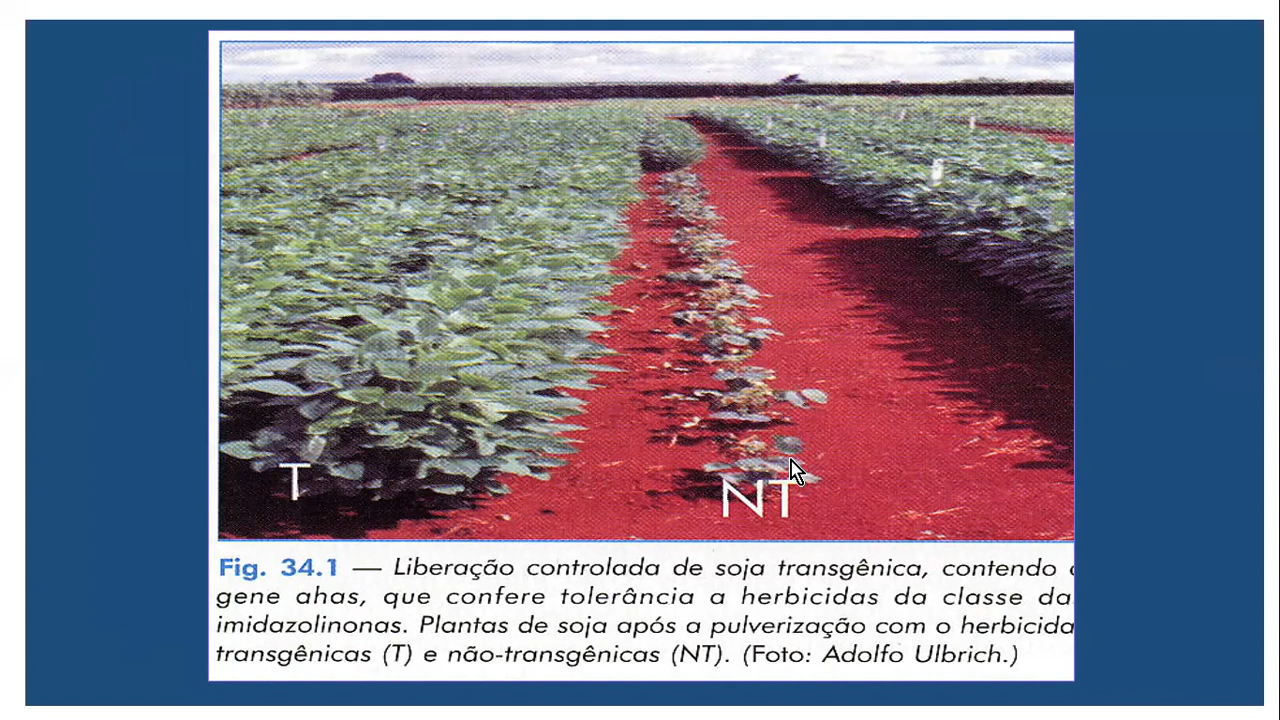 T
NT
Fig. 34.1 — Liberação controlada de soja transgênica, contendo
gene ahas, que confere tolerância a herbicidas da classe da
imidazolinonas. Plantas de soja após a pulverização com o herbicida
transgênicas (T) e não-transgênicas (NT). (Foto: Adolfo Ulbrich.)